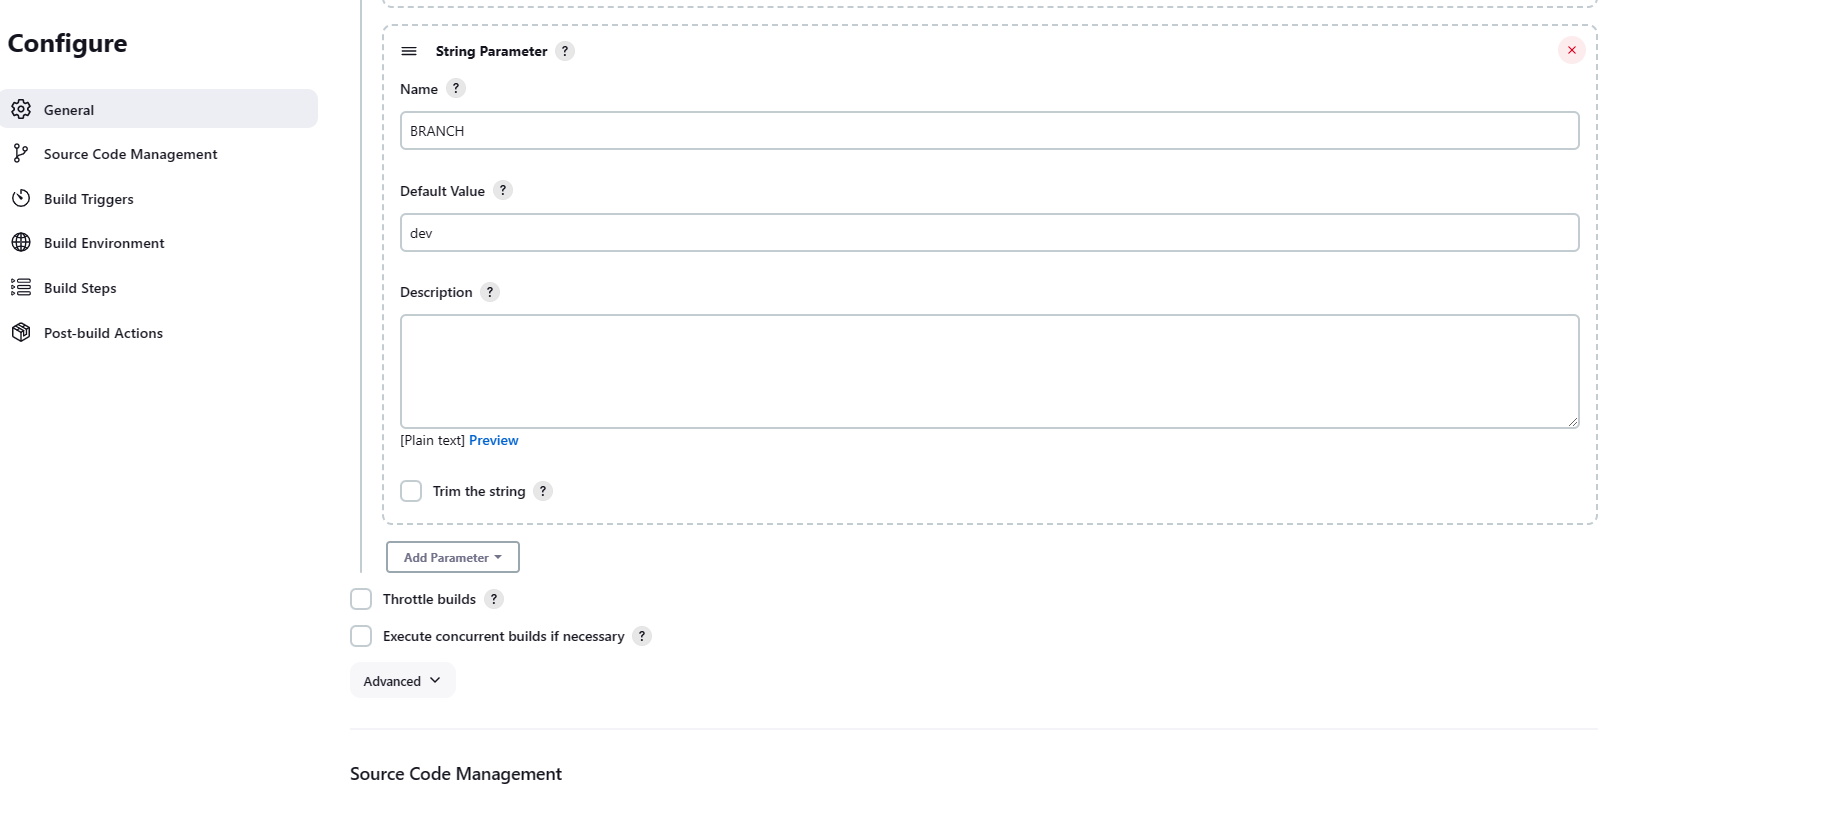 Configure
General
Source Code Management
Build Triggers
Build Environment
Build Steps
Post-build Actions
String Parameter ?
Name ?
BRANCH
Default Value ?
dev
Description ?
[Plain text] Preview
Trim the string ?
Add Parameter
Throttle builds ?
Execute concurrent builds if necessary ?
Advanced
Source Code Management